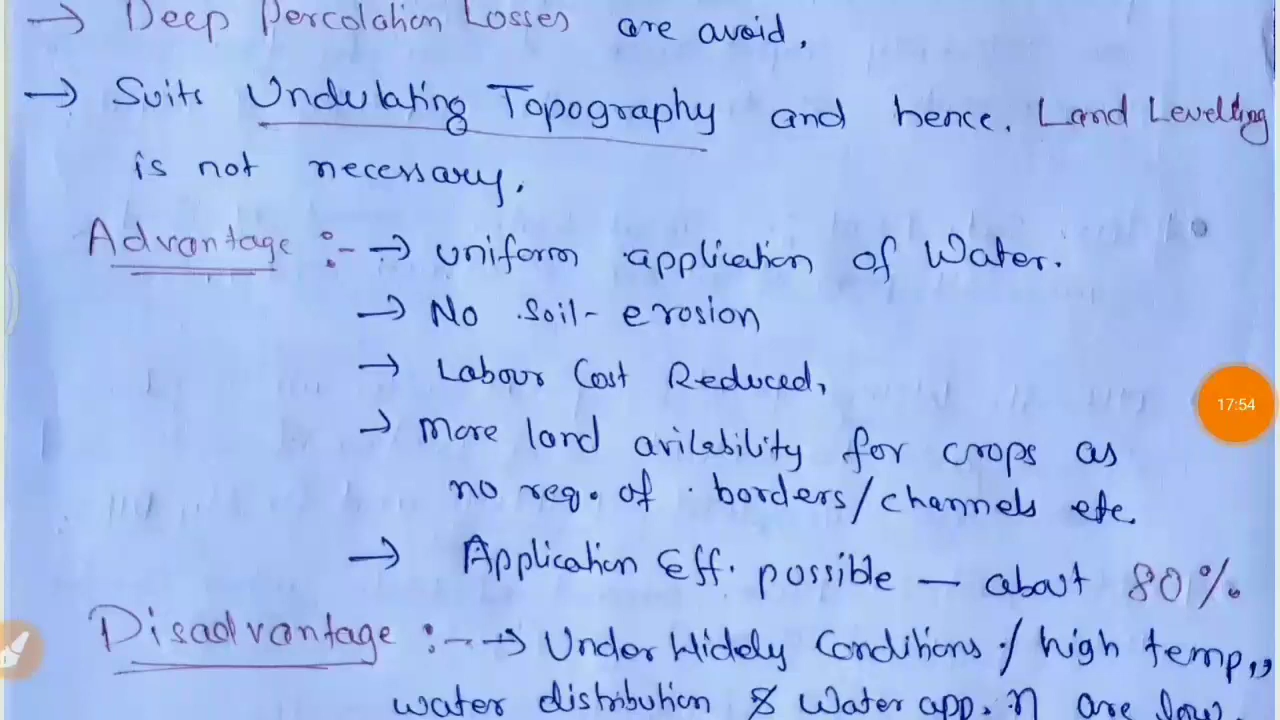 → Deep Percolation Losses are avoid.
→ Suits Undulating Topography and hence. Land Levelling
is not necessary.
Advantage :- → uniform application of Water.
→ No Soil-erosion
→ Labour Cost Reduced,
→ More land avilability for crops as
no req. of borders/channels etc.
17:54
→ Application Eff. possible — about 80%
Disadvantage :- → Under Widely Conditions / high temp.,,
water distribution & Water app. η are low.